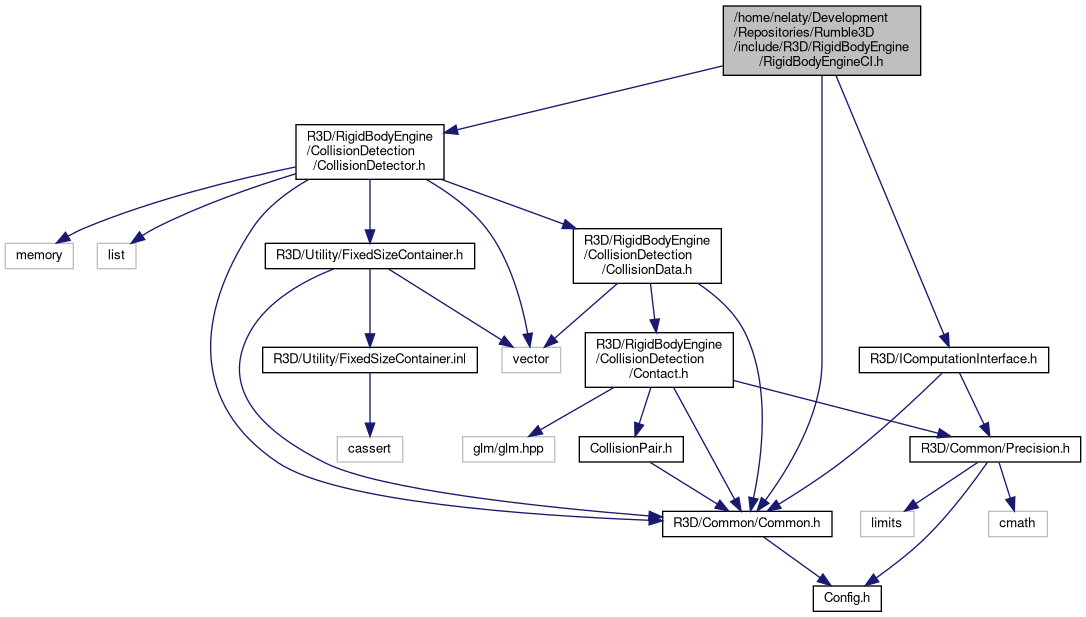 /home/nelaty/Development
/Repositories/Rumble3D
/include/R3D/RigidBodyEngine
/RigidBodyEngineCI.h
R3D/RigidBodyEngine
/CollisionDetection
/CollisionDetector.h
memory
list
R3D/Utility/FixedSizeContainer.h
R3D/RigidBodyEngine
/CollisionDetection
/CollisionData.h
R3D/Utility/FixedSizeContainer.inl
vector
R3D/RigidBodyEngine
/CollisionDetection
/Contact.h
R3D/IComputationInterface.h
cassert
glm/glm.hpp
CollisionPair.h
R3D/Common/Precision.h
R3D/Common/Common.h
limits
cmath
Config.h